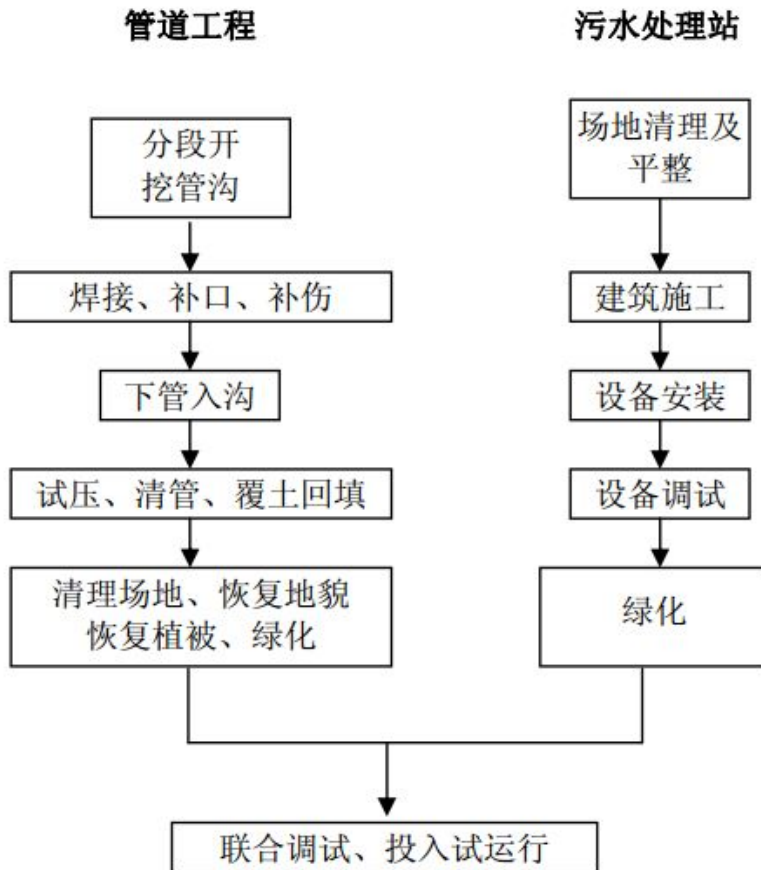 管道工程
污水处理站
分段开
挖管沟
场地清理及
平整
焊接、补口、补伤
建筑施工
下管入沟
设备安装
试压、清管、覆土回填
设备调试
清理场地、恢复地貌
恢复植被、绿化
绿化
联合调试、投入试运行